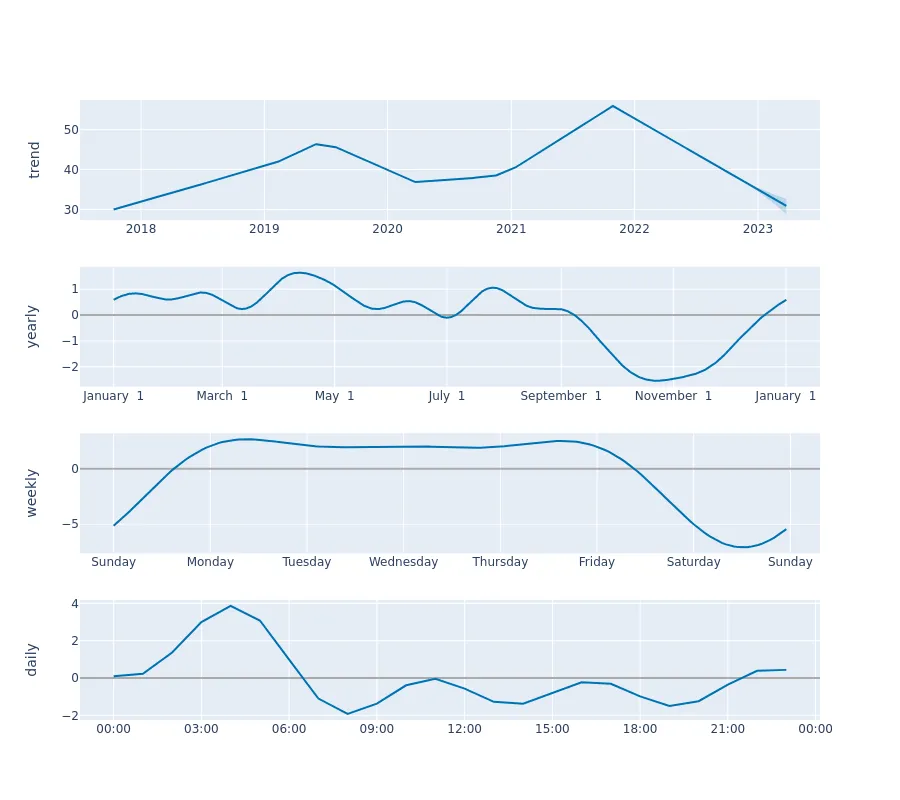 trend
50
40
30
2018 2019 2020 2021 2022 2023
yearly
1
0
−1
−2
January 1 March 1 May 1 July 1 September 1 November 1 January 1
weekly
0
−5
Sunday Monday Tuesday Wednesday Thursday Friday Saturday Sunday
daily
4
2
0
−2
00:00 03:00 06:00 09:00 12:00 15:00 18:00 21:00 00:00